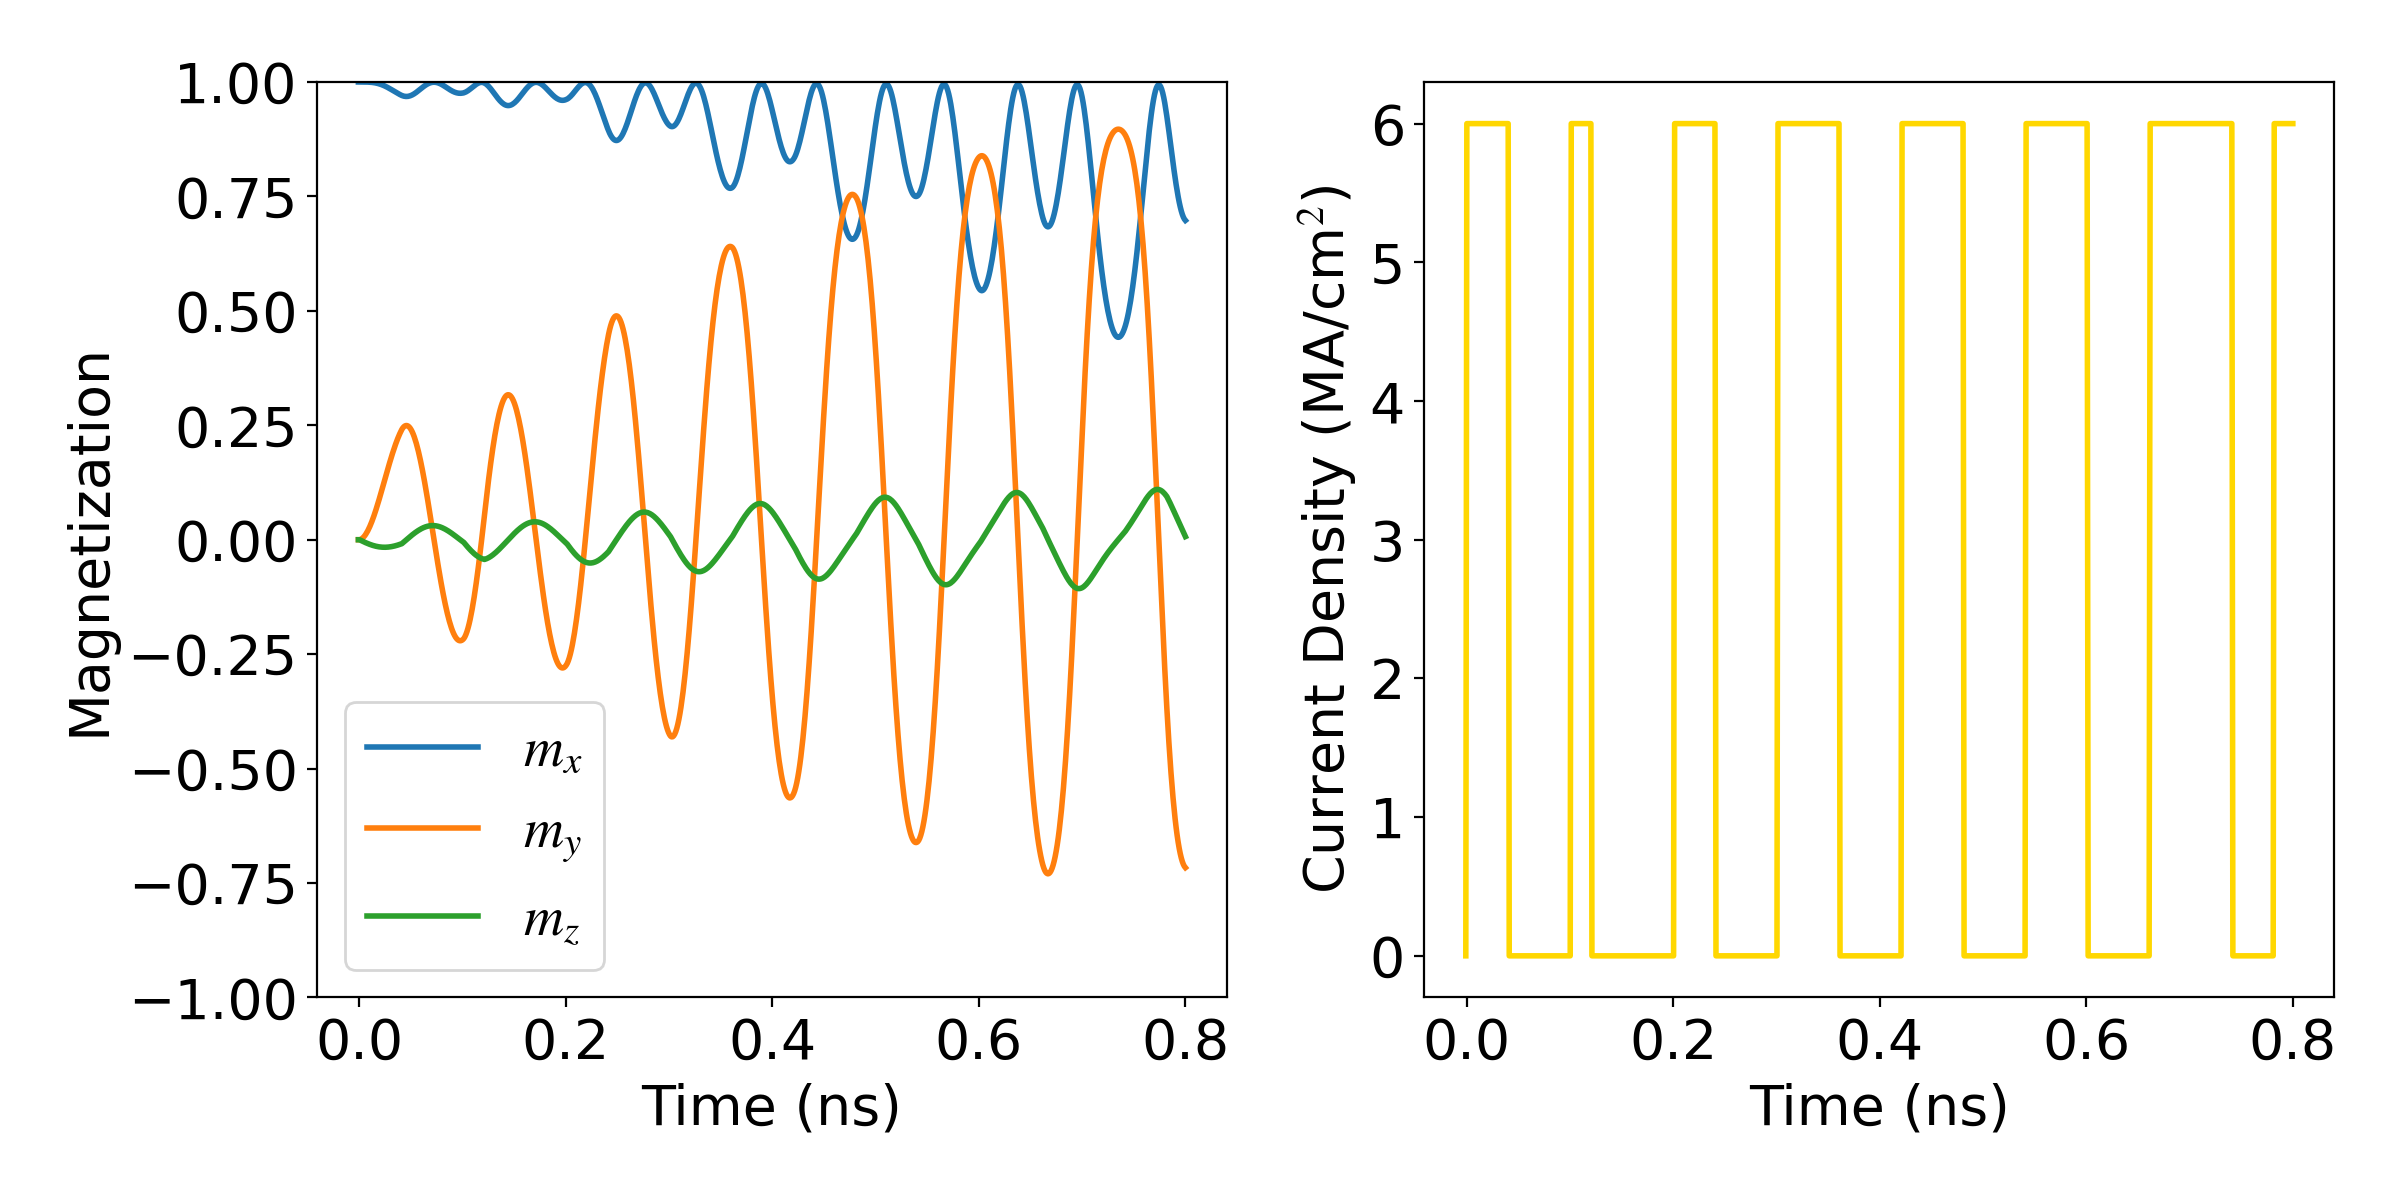 Magnetization
1.00
0.75
0.50
0.25
0.00
−0.25
−0.50
−0.75
−1.00
m_x
m_y
m_z
0.0 0.2 0.4 0.6 0.8
Time (ns)
Current Density (MA/cm²)
6
5
4
3
2
1
0
0.0 0.2 0.4 0.6 0.8
Time (ns)